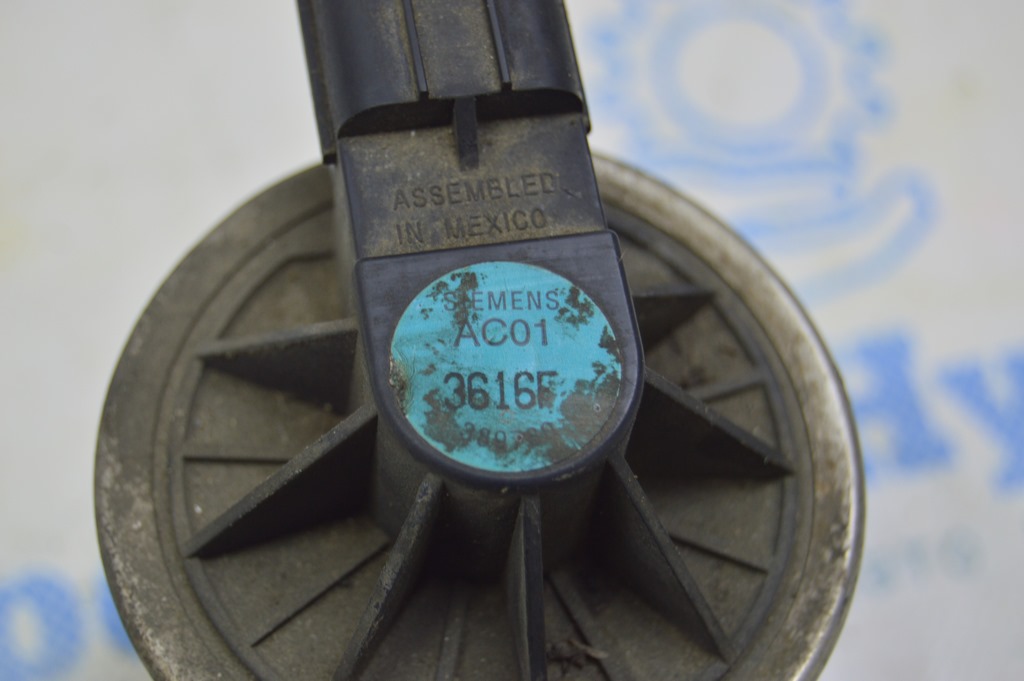 ASSEMBLED
IN MEXICO
SIEMENS
AC01
3616F